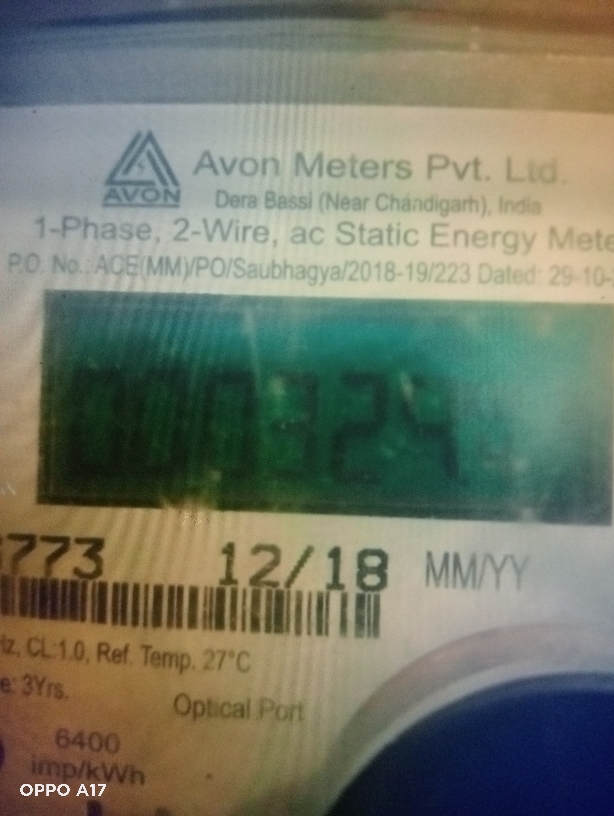 AVON
Avon Meters Pvt. Ltd.
Dera Bassi (Near Chandigarh), India
1-Phase, 2-Wire, ac Static Energy Mete
P.O. No.: ACE(MM)/PO/Saubhagya/2018-19/223 Dated: 29-10-
000324
773 12/18 MM/YY
Hz, CL.1.0, Ref. Temp. 27°C
e: 3Yrs.
Optical Port
6400
imp/kWh
OPPO A17